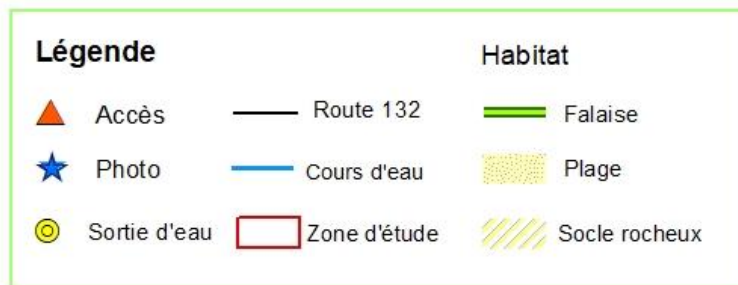 Légende
Habitat
Accès
Route 132
Falaise
Photo
Cours d'eau
Plage
Sortie d'eau
Zone d'étude
Socle rocheux